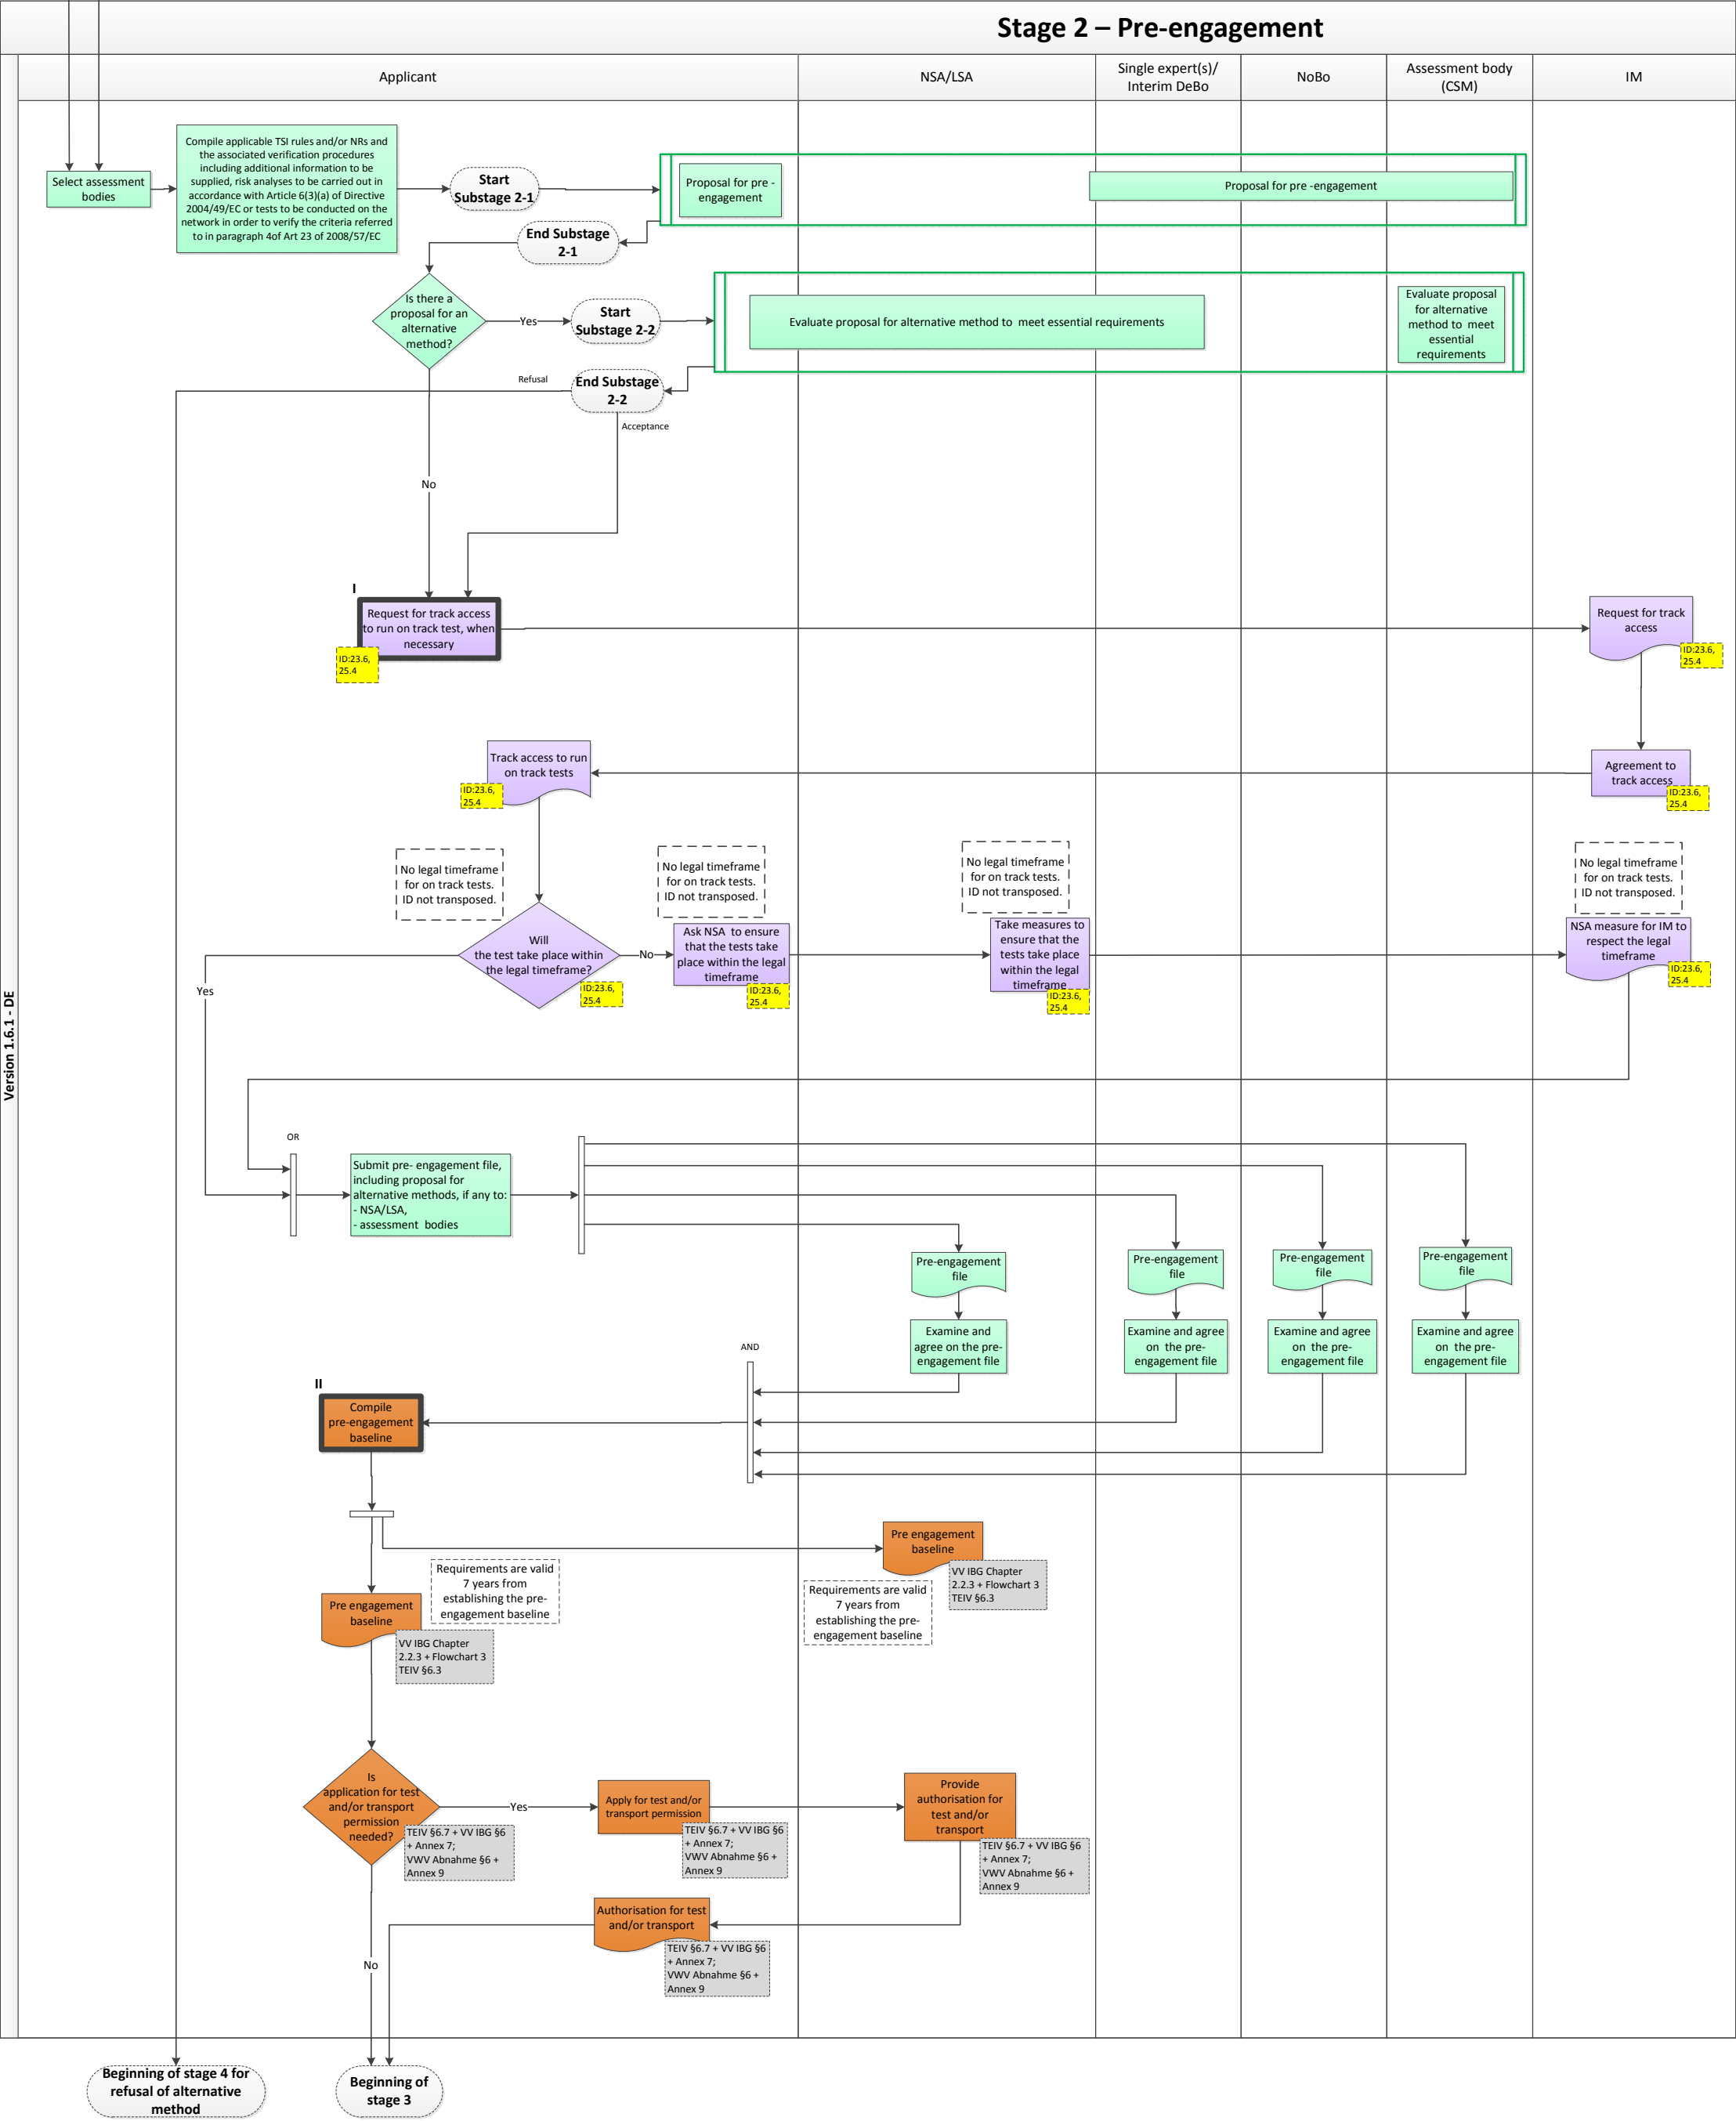 Stage 2 – Pre-engagement
Version 1.6.1 - DE
Applicant
NSA/LSA
Single expert(s)/
Interim DeBo
NoBo
Assessment body
(CSM)
IM
Select assessment
bodies
Compile applicable TSI rules and/or NRs and
the associated verification procedures
including additional information to be
supplied, risk analyses to be carried out in
accordance with Article 6(3)(a) of Directive
2004/49/EC or tests to be conducted on the
network in order to verify the criteria referred
to in paragraph 4of Art 23 of 2008/57/EC
Start
Substage 2-1
Proposal for pre -
engagement
Proposal for pre -engagement
End Substage
2-1
Is there a
proposal for an
alternative
method?
Yes
Start
Substage 2-2
Evaluate proposal for alternative method to  meet essential requirements
Evaluate proposal
for alternative
method to  meet
essential
requirements
Refusal
End Substage
2-2
Acceptance
No
I
Request for track access
to run on track test, when
necessary
ID:23.6,
25.4
Request for track
access
ID:23.6,
25.4
Track access to run
on track tests
ID:23.6,
25.4
Agreement to
track access
ID:23.6,
25.4
No legal timeframe
for on track tests.
ID not transposed.
No legal timeframe
for on track tests.
ID not transposed.
No legal timeframe
for on track tests.
ID not transposed.
No legal timeframe
for on track tests.
ID not transposed.
Will
the test take place within
the legal timeframe?
ID:23.6,
25.4
No
Ask NSA  to ensure
that the tests take
place within the legal
timeframe
ID:23.6,
25.4
Take measures to
ensure that the
tests take place
within the legal
timeframe
ID:23.6,
25.4
NSA measure for IM to
respect the legal
timeframe
ID:23.6,
25.4
Yes
OR
Submit pre- engagement file,
including proposal for
alternative methods, if any to:
- NSA/LSA,
- assessment  bodies
Pre-engagement
file
Pre-engagement
file
Pre-engagement
file
Pre-engagement
file
Examine and
agree on the pre-
engagement file
Examine and agree
on  the pre-
engagement file
Examine and agree
on  the pre-
engagement file
Examine and agree
on  the pre-
engagement file
AND
II
Compile
pre-engagement
baseline
Pre engagement
baseline
VV IBG Chapter
2.2.3 + Flowchart 3
TEIV §6.3
Requirements are valid
7 years from
establishing the pre-
engagement baseline
Requirements are valid
7 years from
establishing the pre-
engagement baseline
Pre engagement
baseline
VV IBG Chapter
2.2.3 + Flowchart 3
TEIV §6.3
Is
application for test
and/or transport
permission
needed?
TEIV §6.7 + VV IBG §6
+ Annex 7;
VWV Abnahme §6 +
Annex 9
Yes
Apply for test and/or
transport permission
TEIV §6.7 + VV IBG §6
+ Annex 7;
VWV Abnahme §6 +
Annex 9
Provide
authorisation for
test and/or
transport
TEIV §6.7 + VV IBG §6
+ Annex 7;
VWV Abnahme §6 +
Annex 9
Authorisation for test
and/or transport
TEIV §6.7 + VV IBG §6
+ Annex 7;
VWV Abnahme §6 +
Annex 9
No
Beginning of stage 4 for
refusal of alternative
method
Beginning of
stage 3